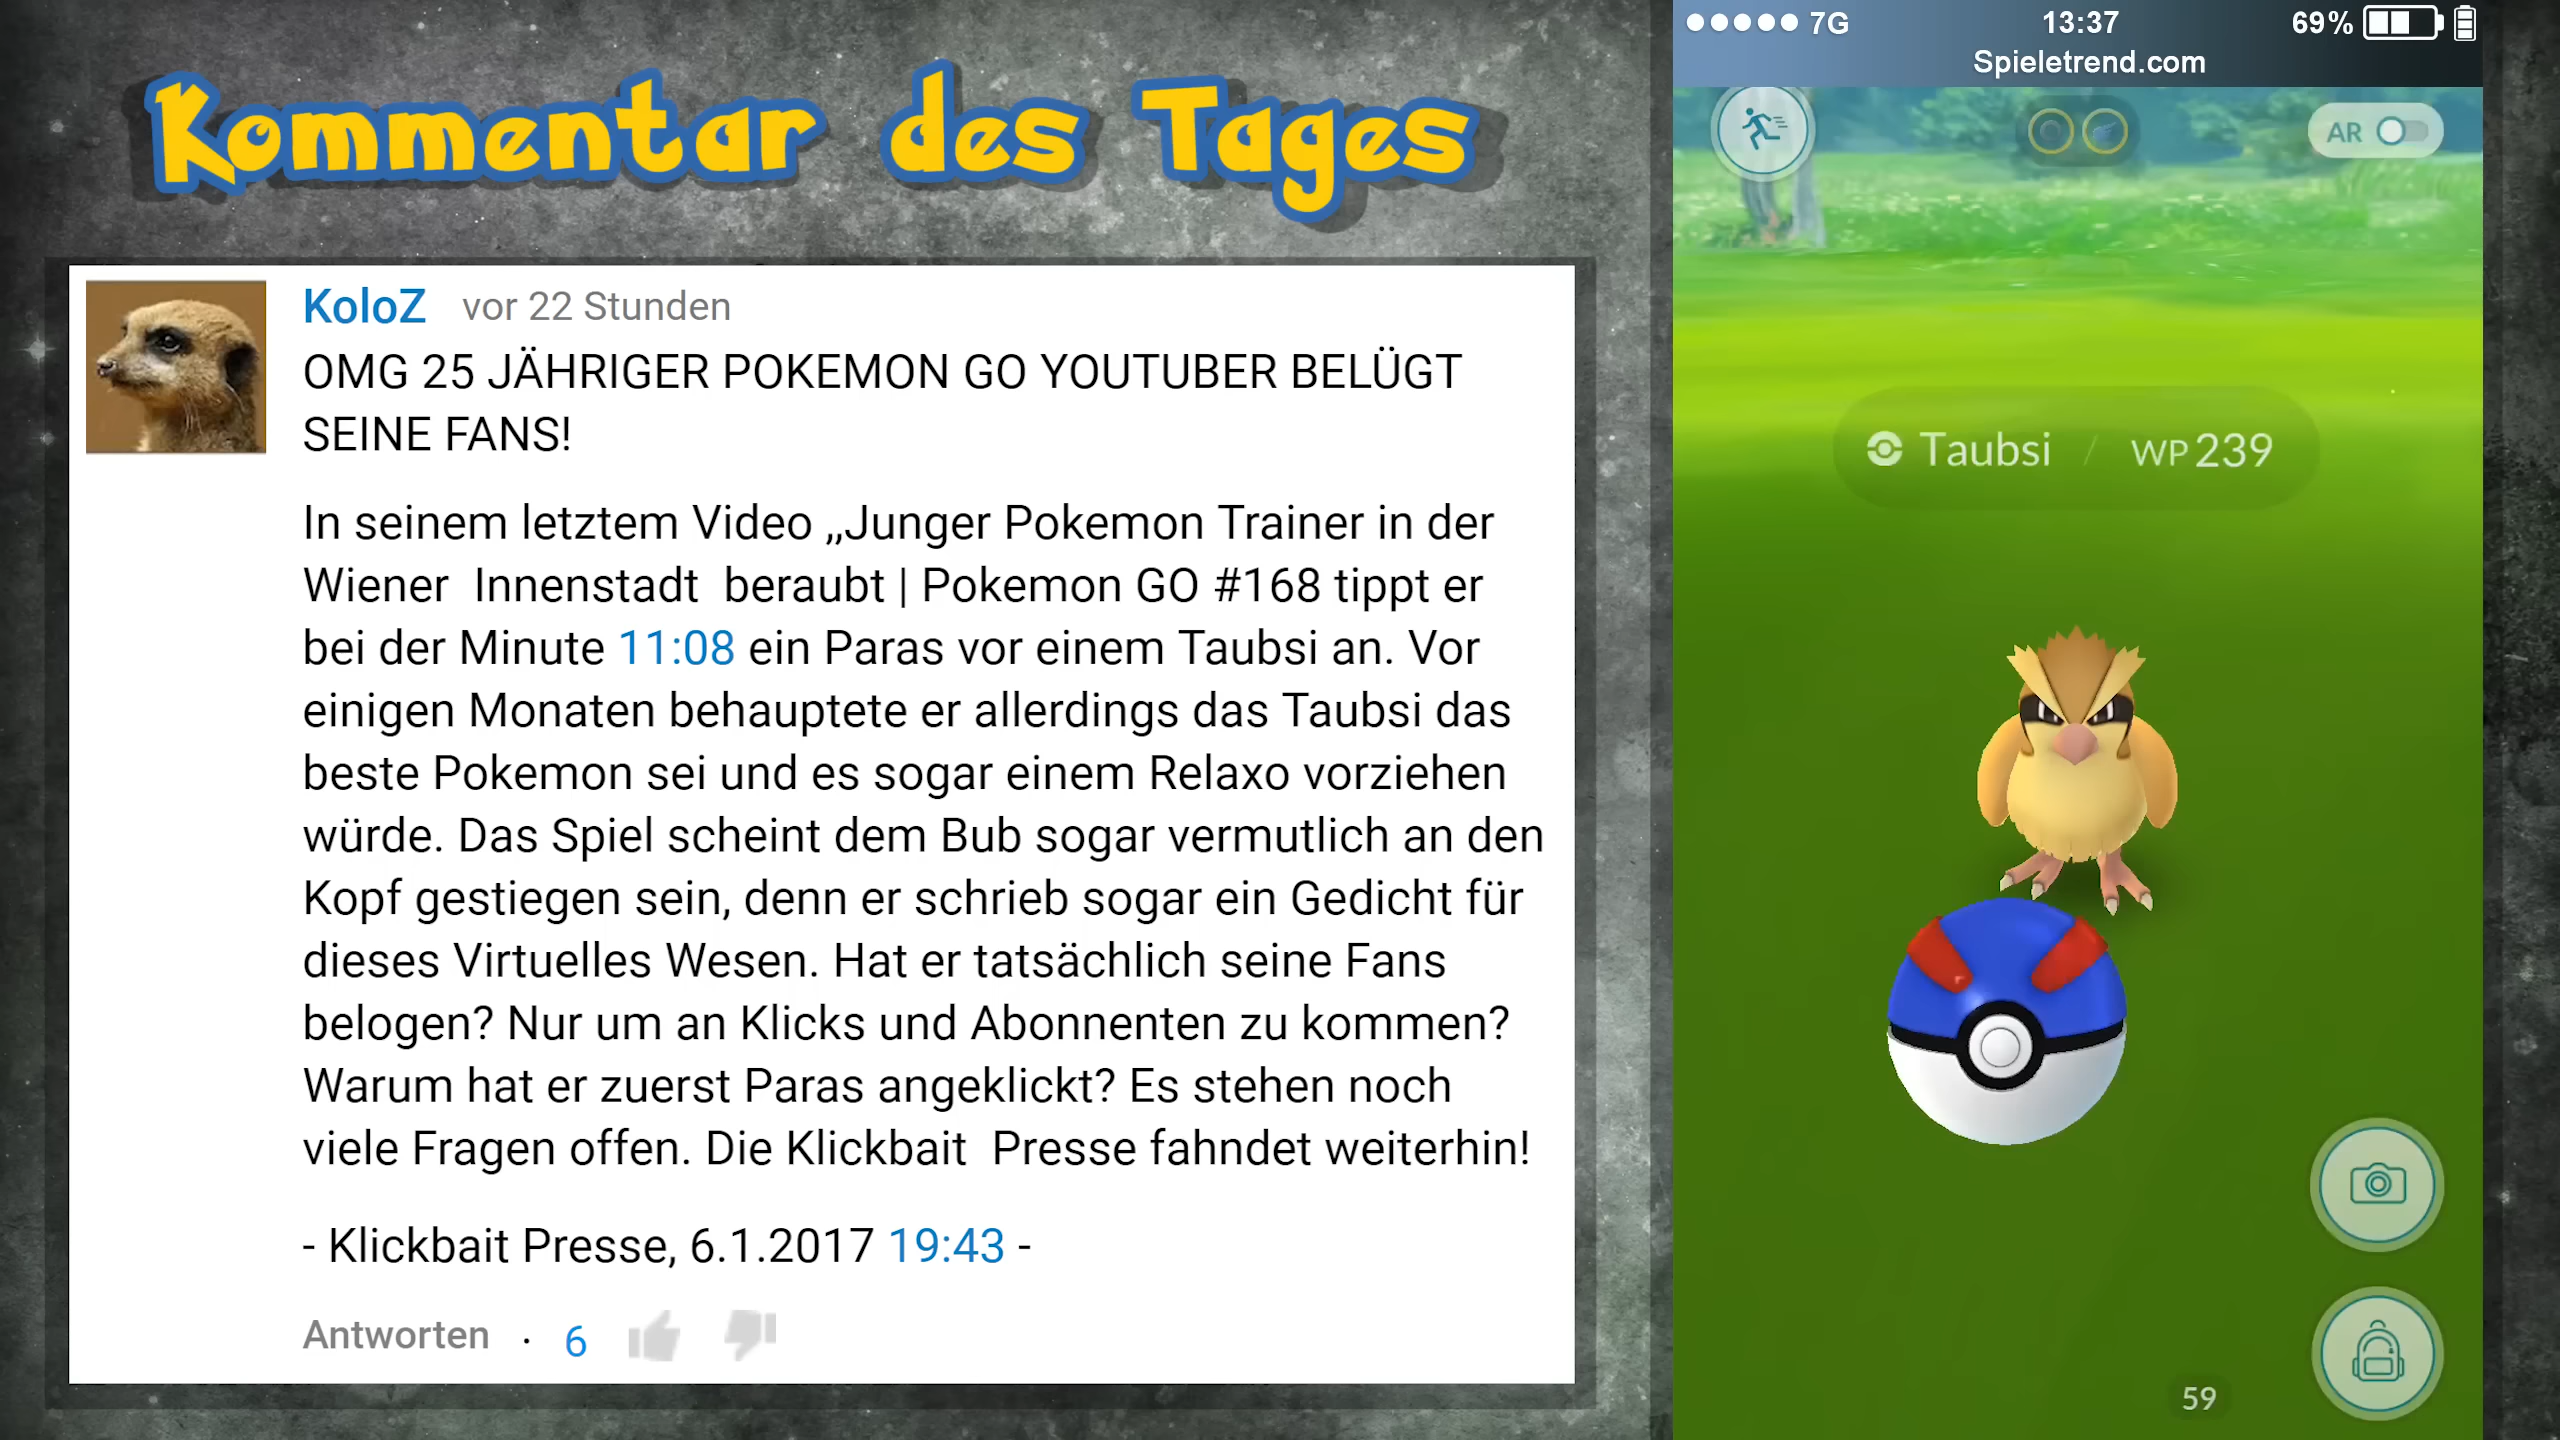 Kommentar des Tages
KoloZ vor 22 Stunden
OMG 25 JÄHRIGER POKEMON GO YOUTUBER BELÜGT
SEINE FANS!
In seinem letztem Video ,,Junger Pokemon Trainer in der
Wiener Innenstadt beraubt | Pokemon GO #168 tippt er
bei der Minute 11:08 ein Paras vor einem Taubsi an. Vor
einigen Monaten behauptete er allerdings das Taubsi das
beste Pokemon sei und es sogar einem Relaxo vorziehen
würde. Das Spiel scheint dem Bub sogar vermutlich an den
Kopf gestiegen sein, denn er schrieb sogar ein Gedicht für
dieses Virtuelles Wesen. Hat er tatsächlich seine Fans
belogen? Nur um an Klicks und Abonnenten zu kommen?
Warum hat er zuerst Paras angeklickt? Es stehen noch
viele Fragen offen. Die Klickbait Presse fahndet weiterhin!
- Klickbait Presse, 6.1.2017 19:43 -
Antworten · 6
7G 13:37 69%
Spieletrend.com
AR
Taubsi / WP239
59